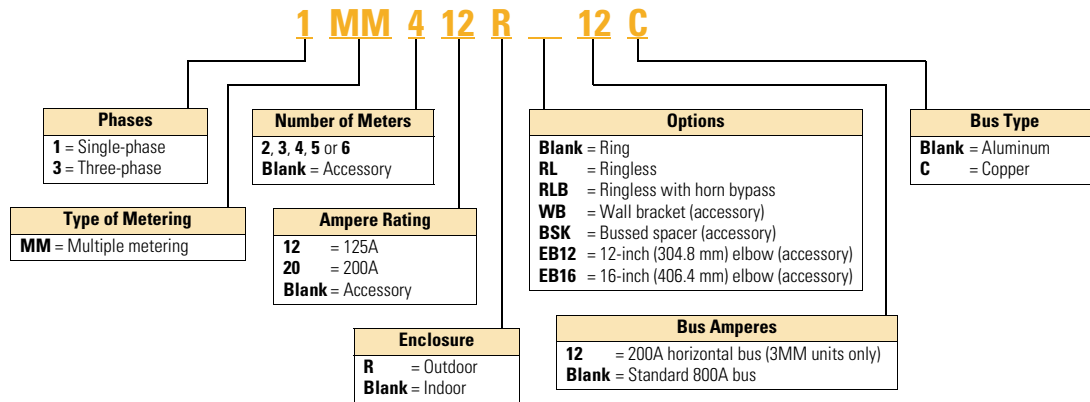 1 MM 4 12 R __ 12 C
Phases
1 = Single-phase
3 = Three-phase
Type of Metering
MM = Multiple metering
Number of Meters
2, 3, 4, 5 or 6
Blank = Accessory
Ampere Rating
12 = 125A
20 = 200A
Blank = Accessory
Enclosure
R = Outdoor
Blank = Indoor
Options
Blank = Ring
RL = Ringless
RLB = Ringless with horn bypass
WB = Wall bracket (accessory)
BSK = Bussed spacer (accessory)
EB12 = 12-inch (304.8 mm) elbow (accessory)
EB16 = 16-inch (406.4 mm) elbow (accessory)
Bus Amperes
12 = 200A horizontal bus (3MM units only)
Blank = Standard 800A bus
Bus Type
Blank = Aluminum
C = Copper